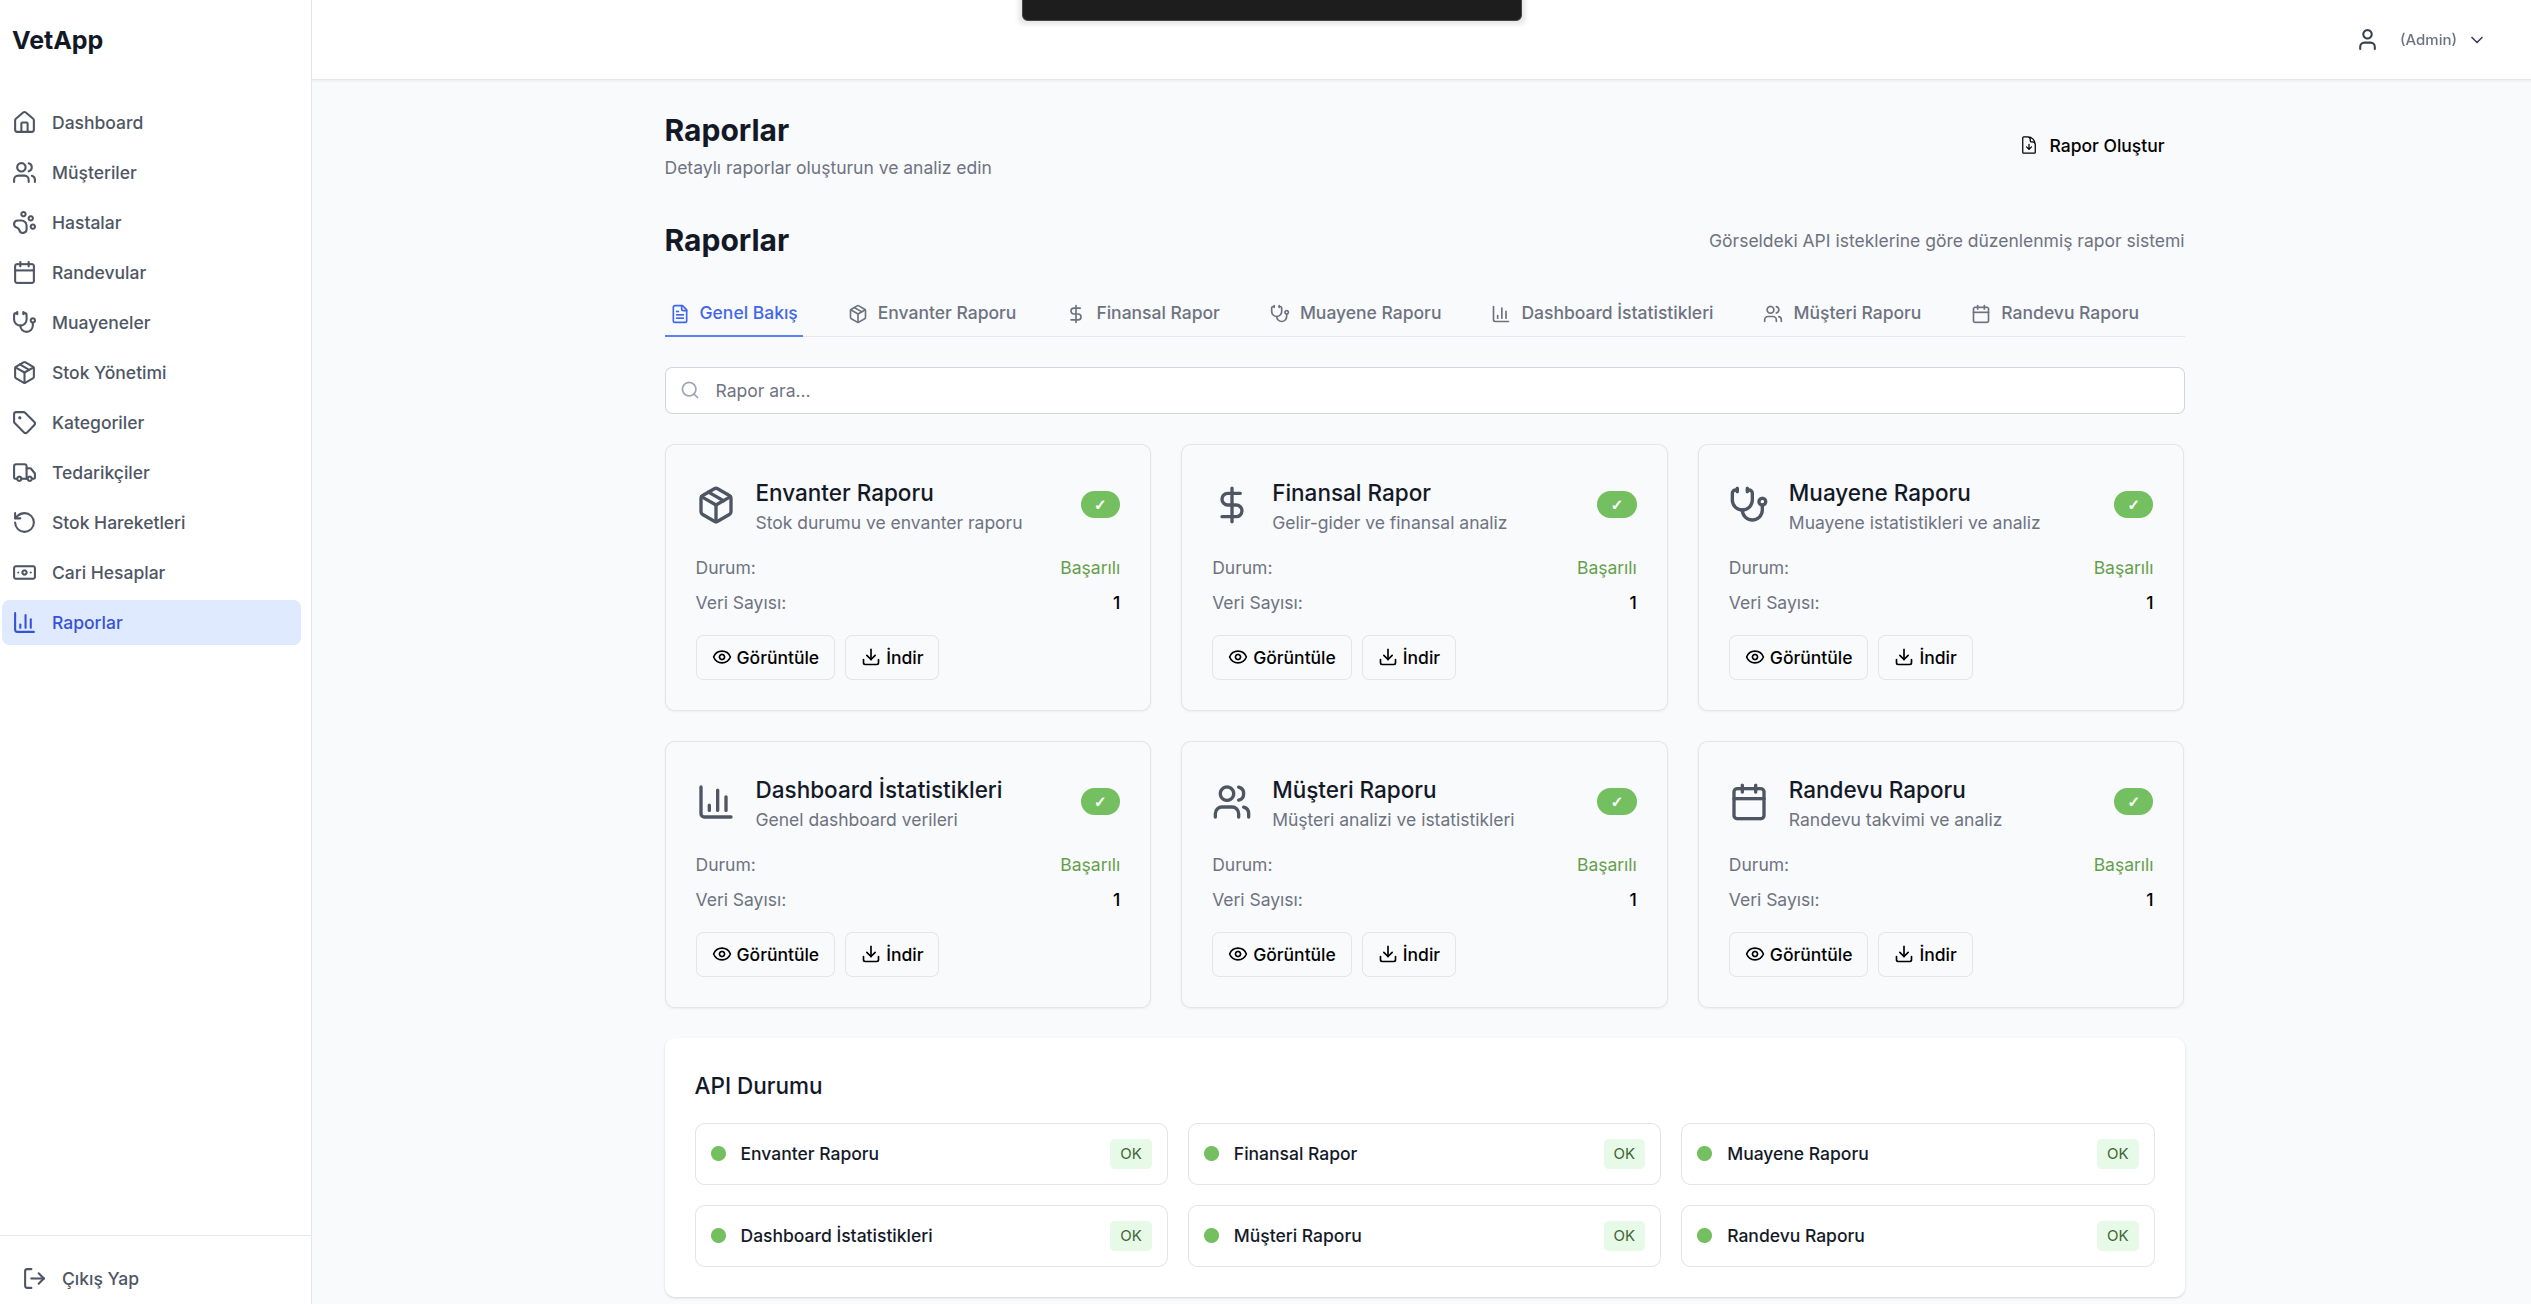 VetApp
(Admin)
Dashboard
Müşteriler
Hastalar
Randevular
Muayeneler
Stok Yönetimi
Kategoriler
Tedarikçiler
Stok Hareketleri
Cari Hesaplar
Raporlar
Çıkış Yap
Raporlar
Detaylı raporlar oluşturun ve analiz edin
Rapor Oluştur
Raporlar
Görseldeki API isteklerine göre düzenlenmiş rapor sistemi
Genel Bakış Envanter Raporu Finansal Rapor Muayene Raporu Dashboard İstatistikleri Müşteri Raporu Randevu Raporu
Rapor ara...
Envanter Raporu
Stok durumu ve envanter raporu
✓
Durum: Başarılı
Veri Sayısı: 1
Görüntüle İndir
Finansal Rapor
Gelir-gider ve finansal analiz
✓
Durum: Başarılı
Veri Sayısı: 1
Görüntüle İndir
Muayene Raporu
Muayene istatistikleri ve analiz
✓
Durum: Başarılı
Veri Sayısı: 1
Görüntüle İndir
Dashboard İstatistikleri
Genel dashboard verileri
✓
Durum: Başarılı
Veri Sayısı: 1
Görüntüle İndir
Müşteri Raporu
Müşteri analizi ve istatistikleri
✓
Durum: Başarılı
Veri Sayısı: 1
Görüntüle İndir
Randevu Raporu
Randevu takvimi ve analiz
✓
Durum: Başarılı
Veri Sayısı: 1
Görüntüle İndir
API Durumu
Envanter Raporu OK
Finansal Rapor OK
Muayene Raporu OK
Dashboard İstatistikleri OK
Müşteri Raporu OK
Randevu Raporu OK